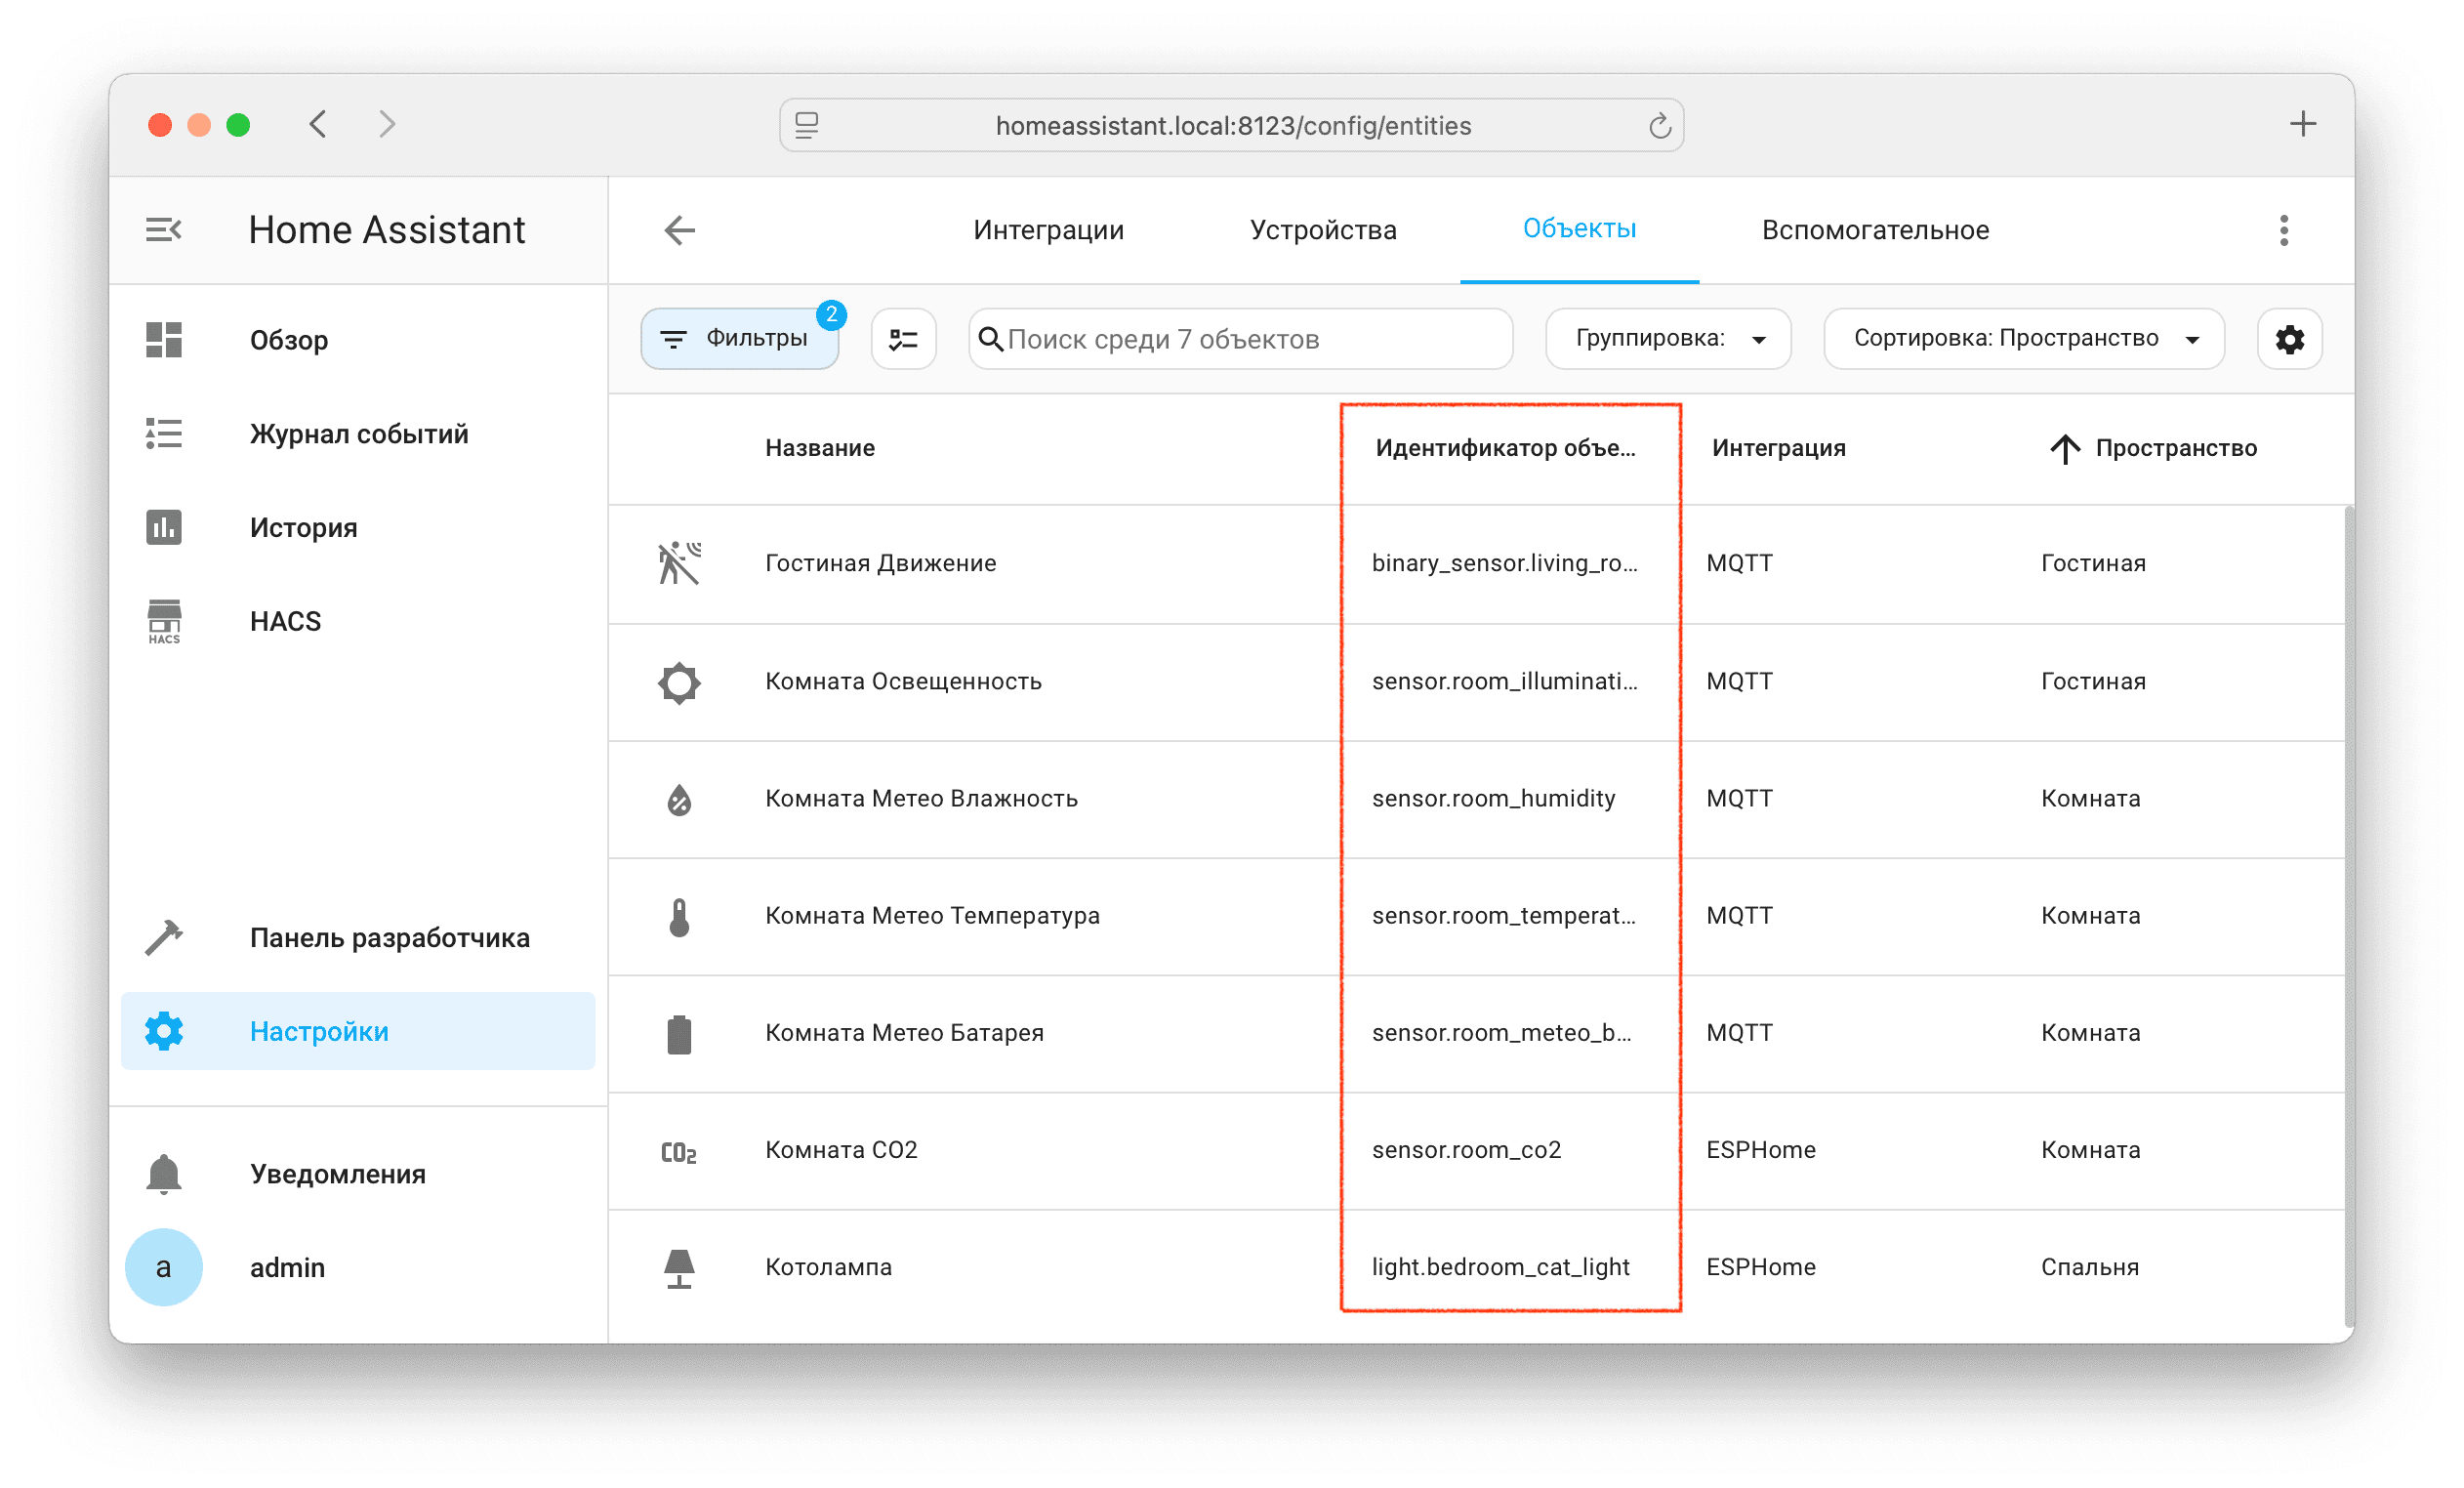 homeassistant.local:8123/config/entities
Home Assistant
Интеграции
Устройства
Объекты
Вспомогательное
Обзор
Журнал событий
История
HACS
HACS
Панель разработчика
Настройки
Уведомления
a
admin
Фильтры
2
Поиск среди 7 объектов
Группировка:
Сортировка: Пространство
Название
Идентификатор объе...
Интеграция
Пространство
Гостиная Движение
binary_sensor.living_ro...
MQTT
Гостиная
Комната Освещенность
sensor.room_illuminati...
MQTT
Гостиная
Комната Метео Влажность
sensor.room_humidity
MQTT
Комната
Комната Метео Температура
sensor.room_temperat...
MQTT
Комната
Комната Метео Батарея
sensor.room_meteo_b...
MQTT
Комната
CO2
Комната CO2
sensor.room_co2
ESPHome
Комната
Котолампа
light.bedroom_cat_light
ESPHome
Спальня